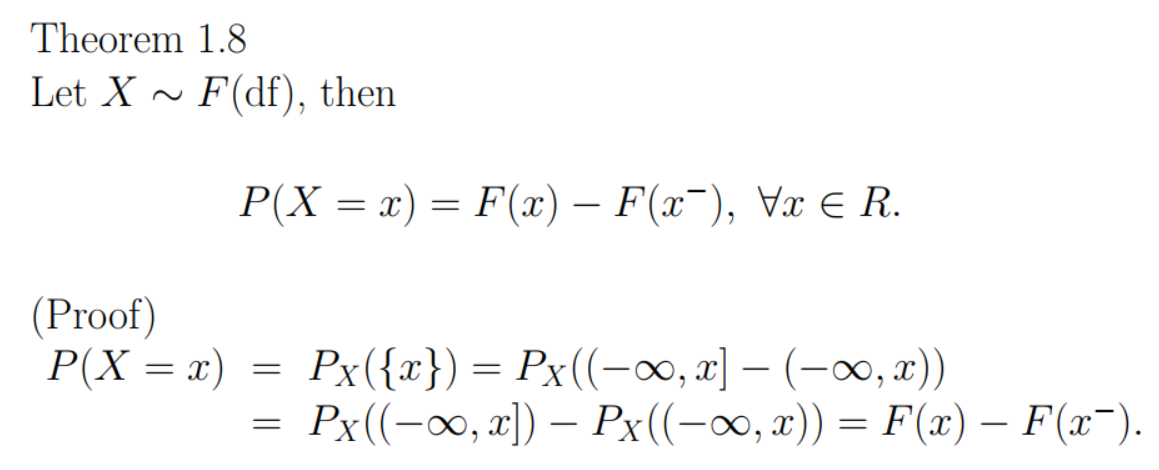 Theorem 1.8
Let X ∼ F(df), then
P(X = x) = F(x) − F(x⁻), ∀x ∈ R.
(Proof)
P(X = x) = P_X({x}) = P_X((−∞, x] − (−∞, x))
= P_X((−∞, x]) − P_X((−∞, x)) = F(x) − F(x⁻).